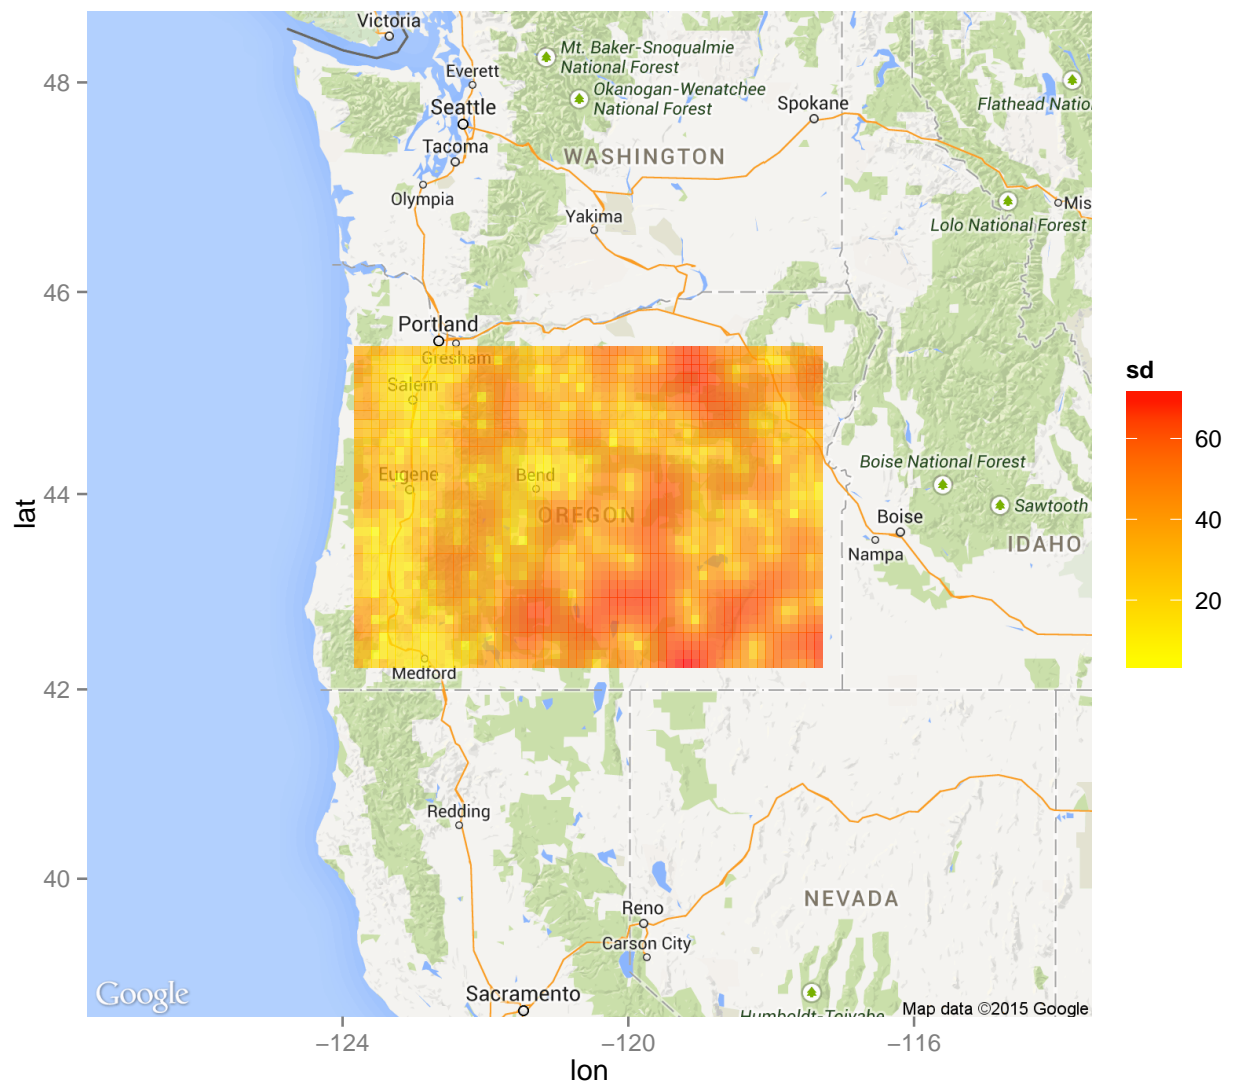 Victoria
Mt. Baker-Snoqualmie
National Forest
Everett
Okanogan-Wenatchee
National Forest
48
Seattle
Spokane
Flathead Natio
Tacoma
WASHINGTON
Olympia
Mis
Yakima
Lolo National Forest
46
Portland
Gresham
sd
Salem
60
Boise National Forest
Eugene
Bend
44
Sawtooth
lat
OREGON
Boise
40
Nampa
IDAHO
20
Medford
42
Redding
40
NEVADA
Reno
Carson City
Google
Sacramento
Humboldt-Toiyabe
Map data ©2015 Google
−124
−120
−116
lon